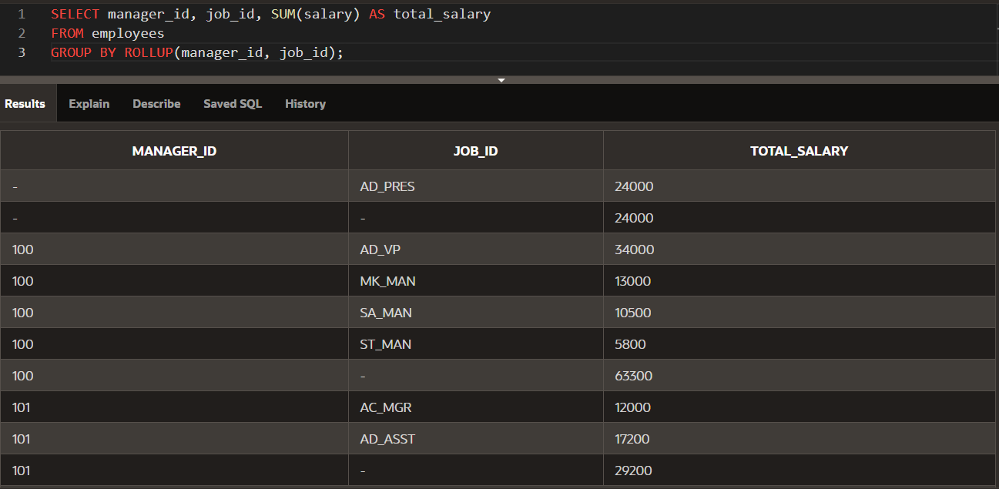 1 SELECT manager_id, job_id, SUM(salary) AS total_salary
2 FROM employees
3 GROUP BY ROLLUP(manager_id, job_id);
Results Explain Describe Saved SQL History
MANAGER_ID JOB_ID TOTAL_SALARY
- AD_PRES 24000
- - 24000
100 AD_VP 34000
100 MK_MAN 13000
100 SA_MAN 10500
100 ST_MAN 5800
100 - 63300
101 AC_MGR 12000
101 AD_ASST 17200
101 - 29200